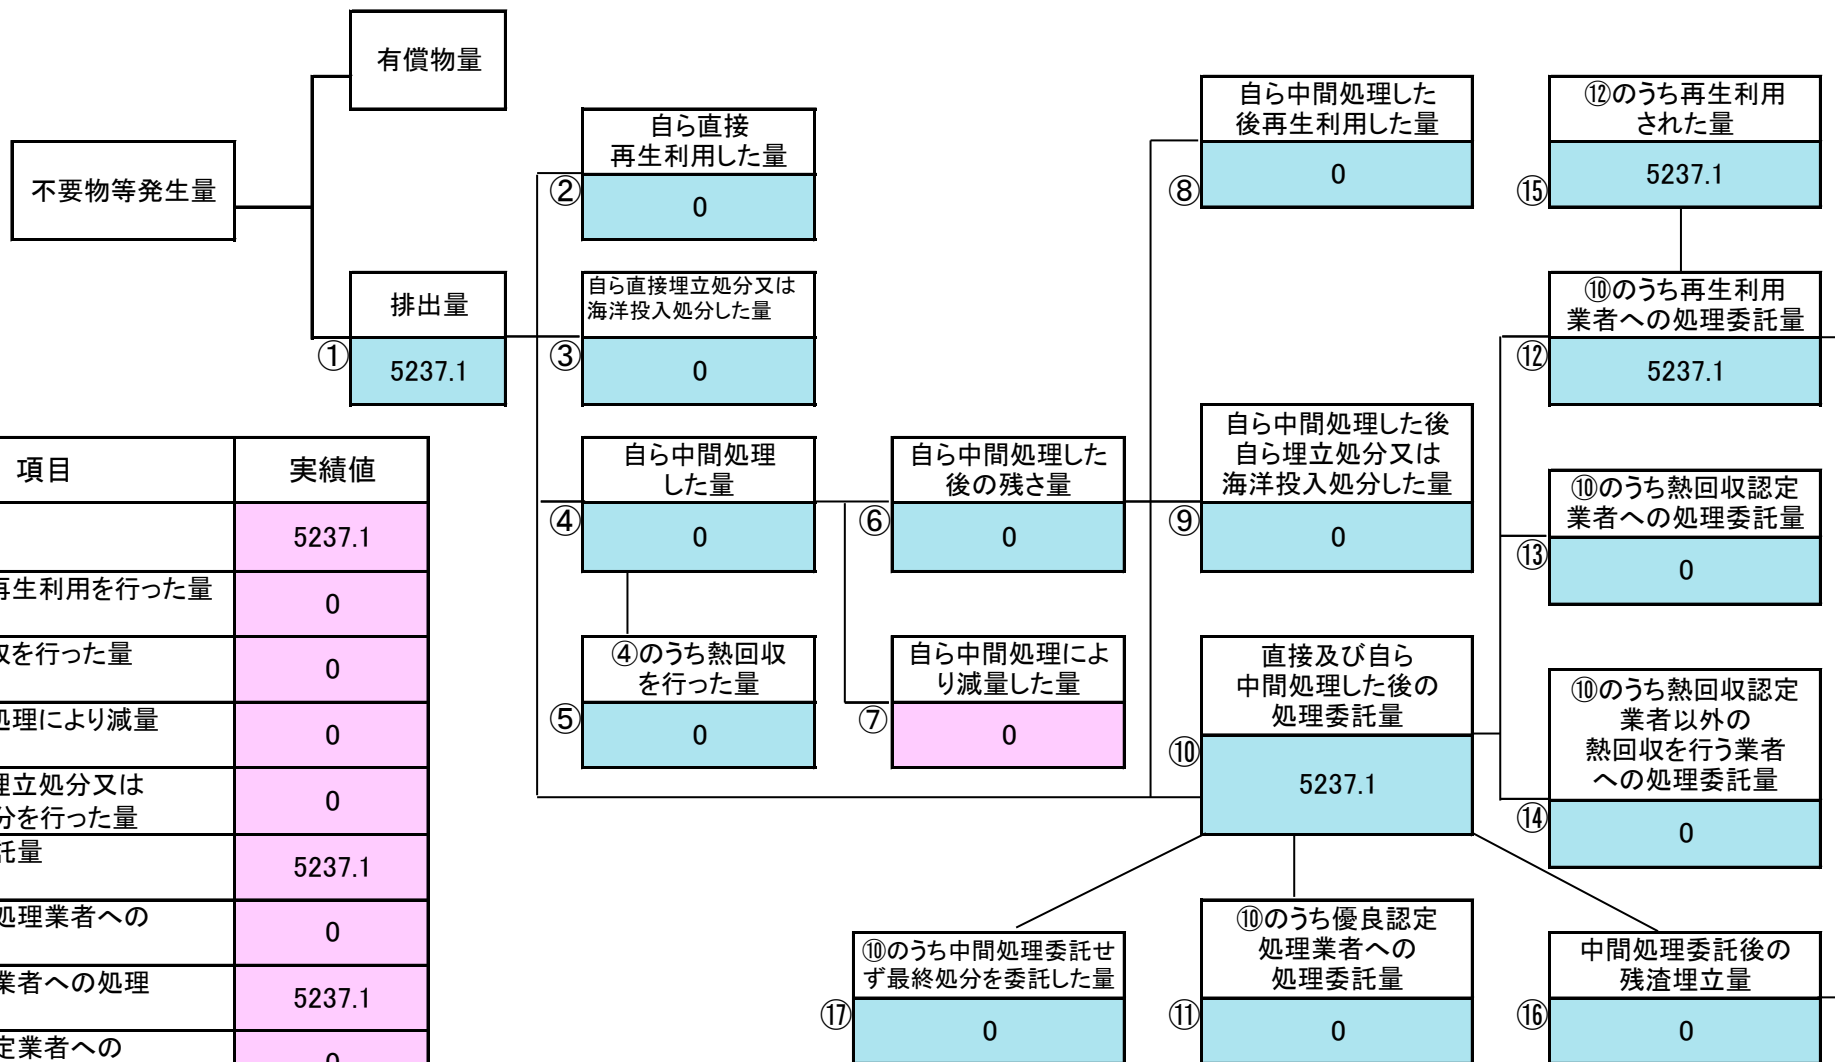 有償物量
不要物等発生量
排出量
①
5237.1
自ら直接
再生利用した量
②
0
自ら直接埋立処分又は
海洋投入処分した量
③
0
自ら中間処理
した量
④
0
④のうち熱回収
を行った量
⑤
0
自ら中間処理した
後の残さ量
⑥
0
自ら中間処理によ
り減量した量
⑦
0
自ら中間処理した
後再生利用した量
⑧
0
自ら中間処理した後
自ら埋立処分又は
海洋投入処分した量
⑨
0
直接及び自ら
中間処理した後の
処理委託量
⑩
5237.1
⑩のうち優良認定
処理業者への
処理委託量
⑪
0
⑫のうち再生利用
された量
⑮
5237.1
⑩のうち再生利用
業者への処理委託量
⑫
5237.1
⑩のうち熱回収認定
業者への処理委託量
⑬
0
⑩のうち熱回収認定
業者以外の
熱回収を行う業者
への処理委託量
⑭
0
⑩のうち中間処理委託せ
ず最終処分を委託した量
⑰
0
中間処理委託後の
残渣埋立量
⑯
0
項目 実績値
5237.1
再生利用を行った量
0
を行った量
0
処理により減量
0
埋立処分又は
分を行った量
0
託量
5237.1
処理業者への
0
業者への処理
5237.1
定業者への
0